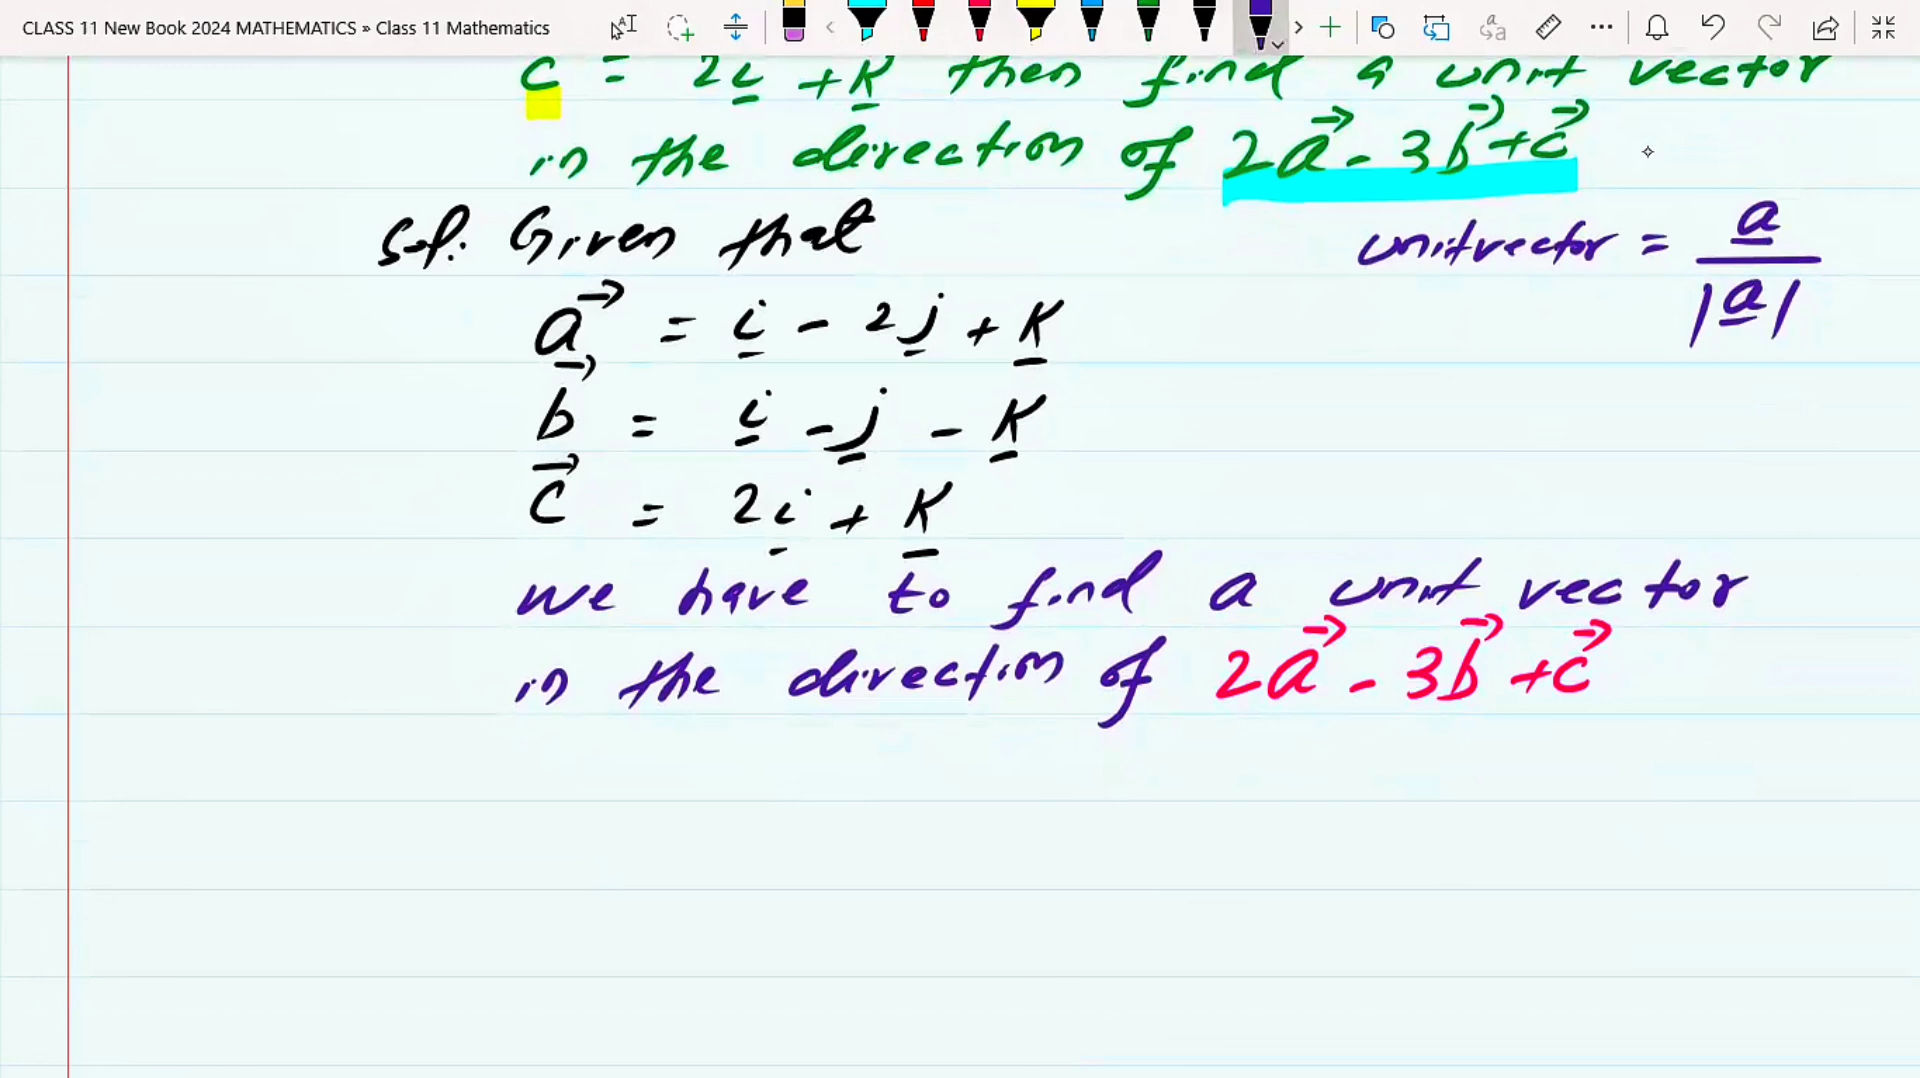 CLASS 11 New Book 2024 MATHEMATICS » Class 11 Mathematics
c = 2i + k then find a unit vector
in the direction of 2a⃗ - 3b⃗ + c⃗
Sol: Given that
unit vector = a / |a|
a⃗ = i - 2j + k
b⃗ = i - j - k
c⃗ = 2i + k
we have to find a unit vector
in the direction of 2a⃗ - 3b⃗ + c⃗